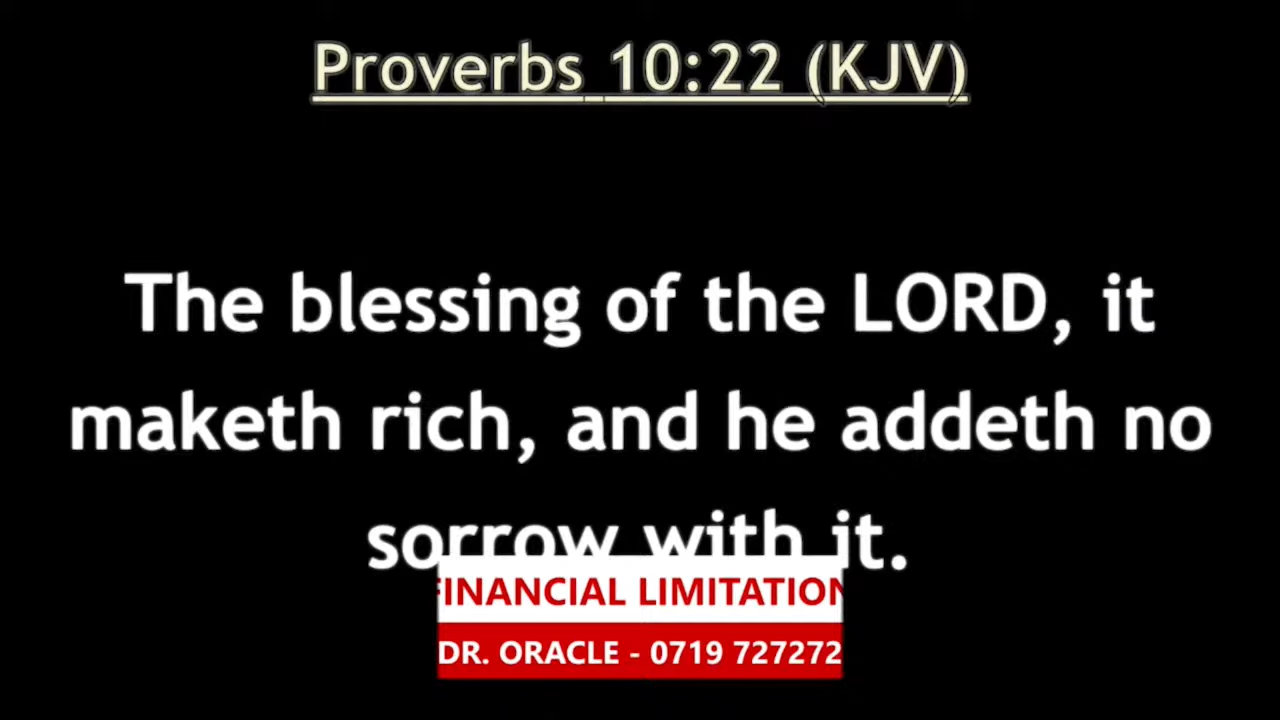 Proverbs 10:22 (KJV)
The blessing of the LORD, it
maketh rich, and he addeth no
sorrow with it.
FINANCIAL LIMITATION
DR. ORACLE - 0719 727272